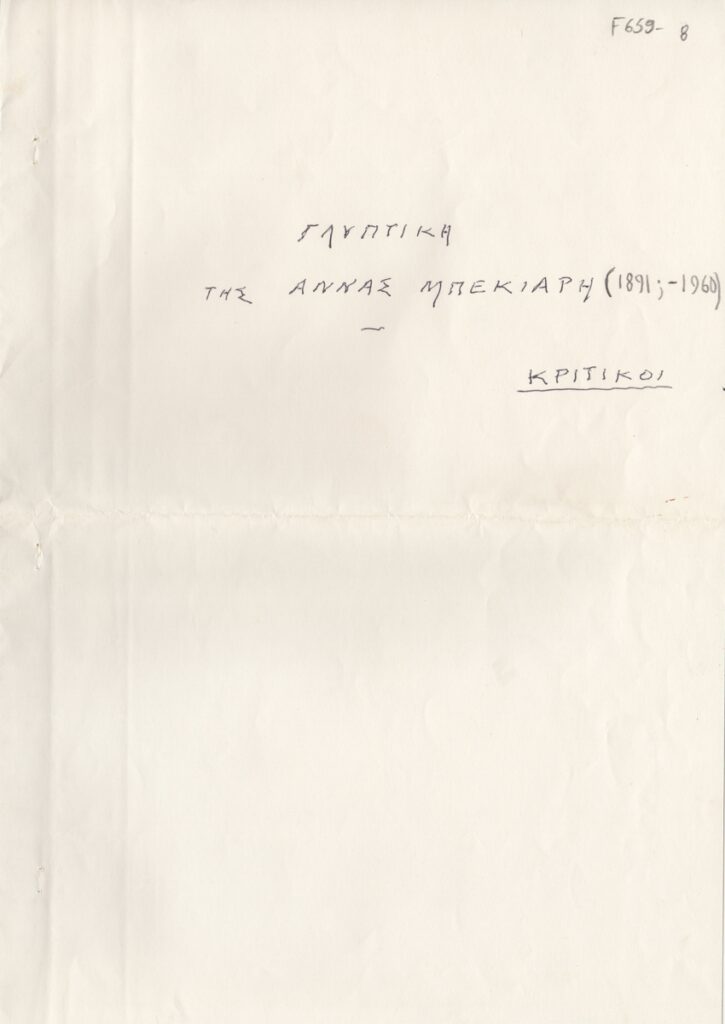 F659- 8
ΓΛΥΠΤΙΚΗ
ΤΗΣ ΑΝΝΑΣ ΜΠΕΚΙΑΡΗ (1891; -1960)
ΚΡΙΤΙΚΟΙ